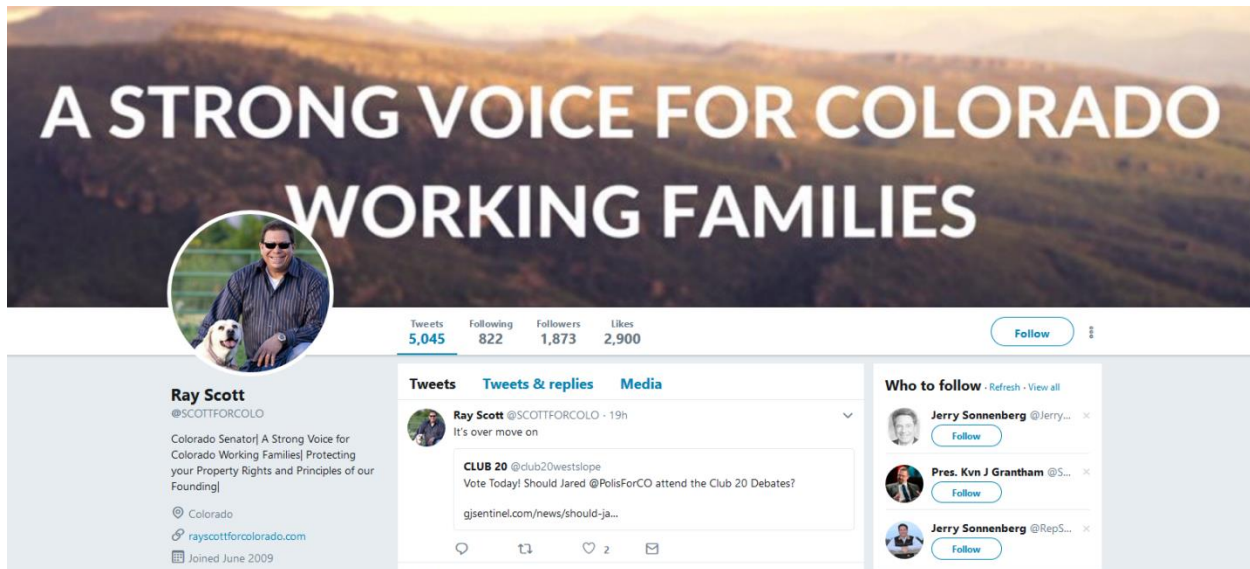 A STRONG VOICE FOR COLORADO
WORKING FAMILIES
Tweets
5,045
Following
822
Followers
1,873
Likes
2,900
Follow
Ray Scott
@SCOTTFORCOLO
Colorado Senator| A Strong Voice for
Colorado Working Families| Protecting
your Property Rights and Principles of our
Founding|
Colorado
rayscottforcolorado.com
Joined June 2009
Tweets Tweets & replies Media
Ray Scott @SCOTTFORCOLO · 19h
It's over move on
CLUB 20 @club20westslope
Vote Today! Should Jared @PolisForCO attend the Club 20 Debates?
gjsentinel.com/news/should-ja...
2
Who to follow · Refresh · View all
Jerry Sonnenberg @Jerry...
Follow
Pres. Kvn J Grantham @S...
Follow
Jerry Sonnenberg @RepS...
Follow